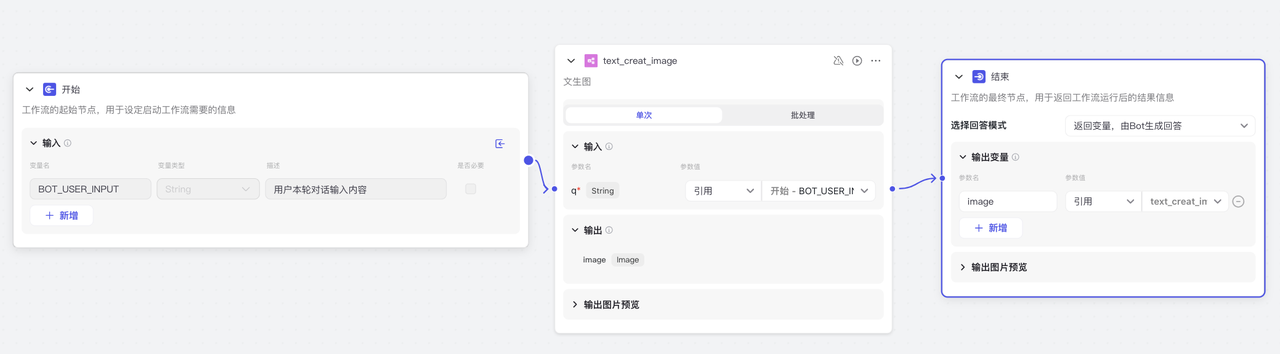 开始
工作流的起始节点，用于设定启动工作流需要的信息
输入
变量名 变量类型 描述 是否必要
BOT_USER_INPUT String 用户本轮对话输入内容
+ 新增
text_creat_image
文生图
单次 批处理
输入
参数名 参数值
q* String 引用 开始 - BOT_USER_IN
输出
image Image
输出图片预览
结束
工作流的最终节点，用于返回工作流运行后的结果信息
选择回答模式 返回变量，由Bot生成回答
输出变量
参数名 参数值
image 引用 text_creat_im
+ 新增
输出图片预览